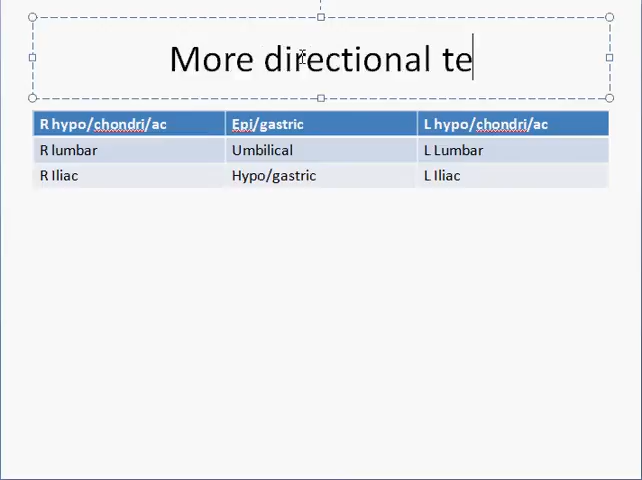 More directional te
R hypo/chondri/ac Epi/gastric L hypo/chondri/ac
R lumbar Umbilical L Lumbar
R Iliac Hypo/gastric L Iliac